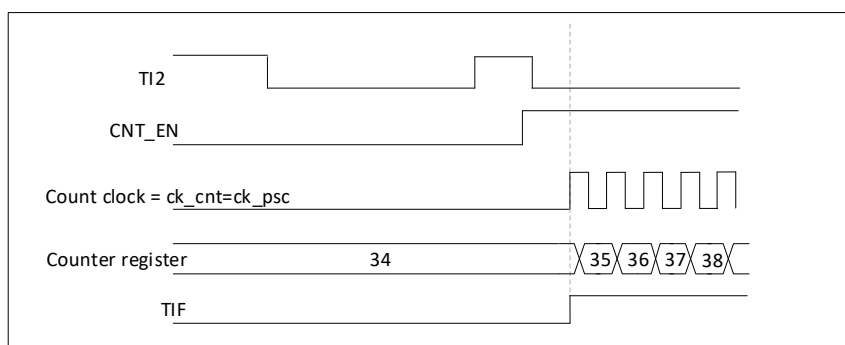 TI2
CNT_EN
Count clock = ck_cnt=ck_psc
Counter register 34 35 36 37 38
TIF